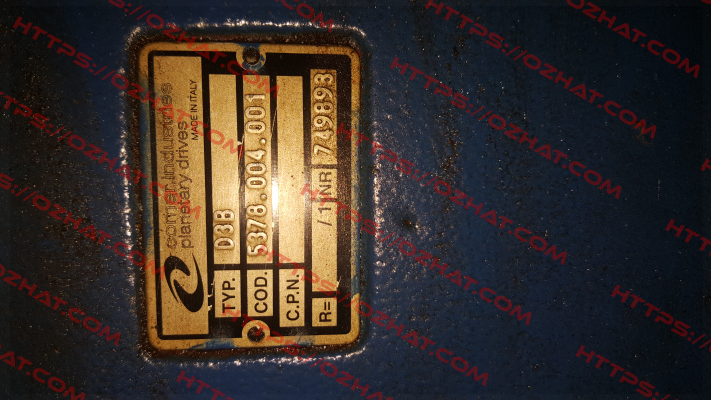 comer industries
planetary drives
MADE IN ITALY
TYP. D3B
COD. 5378.004.001
C.P.N.
R= /1 NR 749893
HTTPS://OZHAT.COM